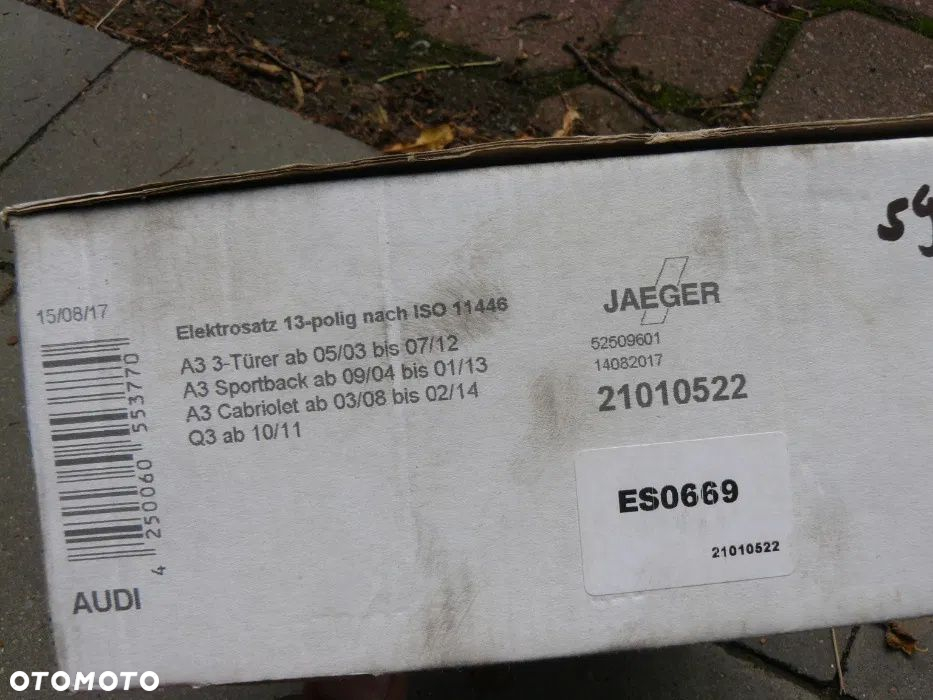 54
15/08/17
4 250060 553770
AUDI
Elektrosatz 13-polig nach ISO 11446
A3 3-Türer ab 05/03 bis 07/12
A3 Sportback ab 09/04 bis 01/13
A3 Cabriolet ab 03/08 bis 02/14
Q3 ab 10/11
JAEGER
52509601
14082017
21010522
ES0669
21010522
OTOMOTO